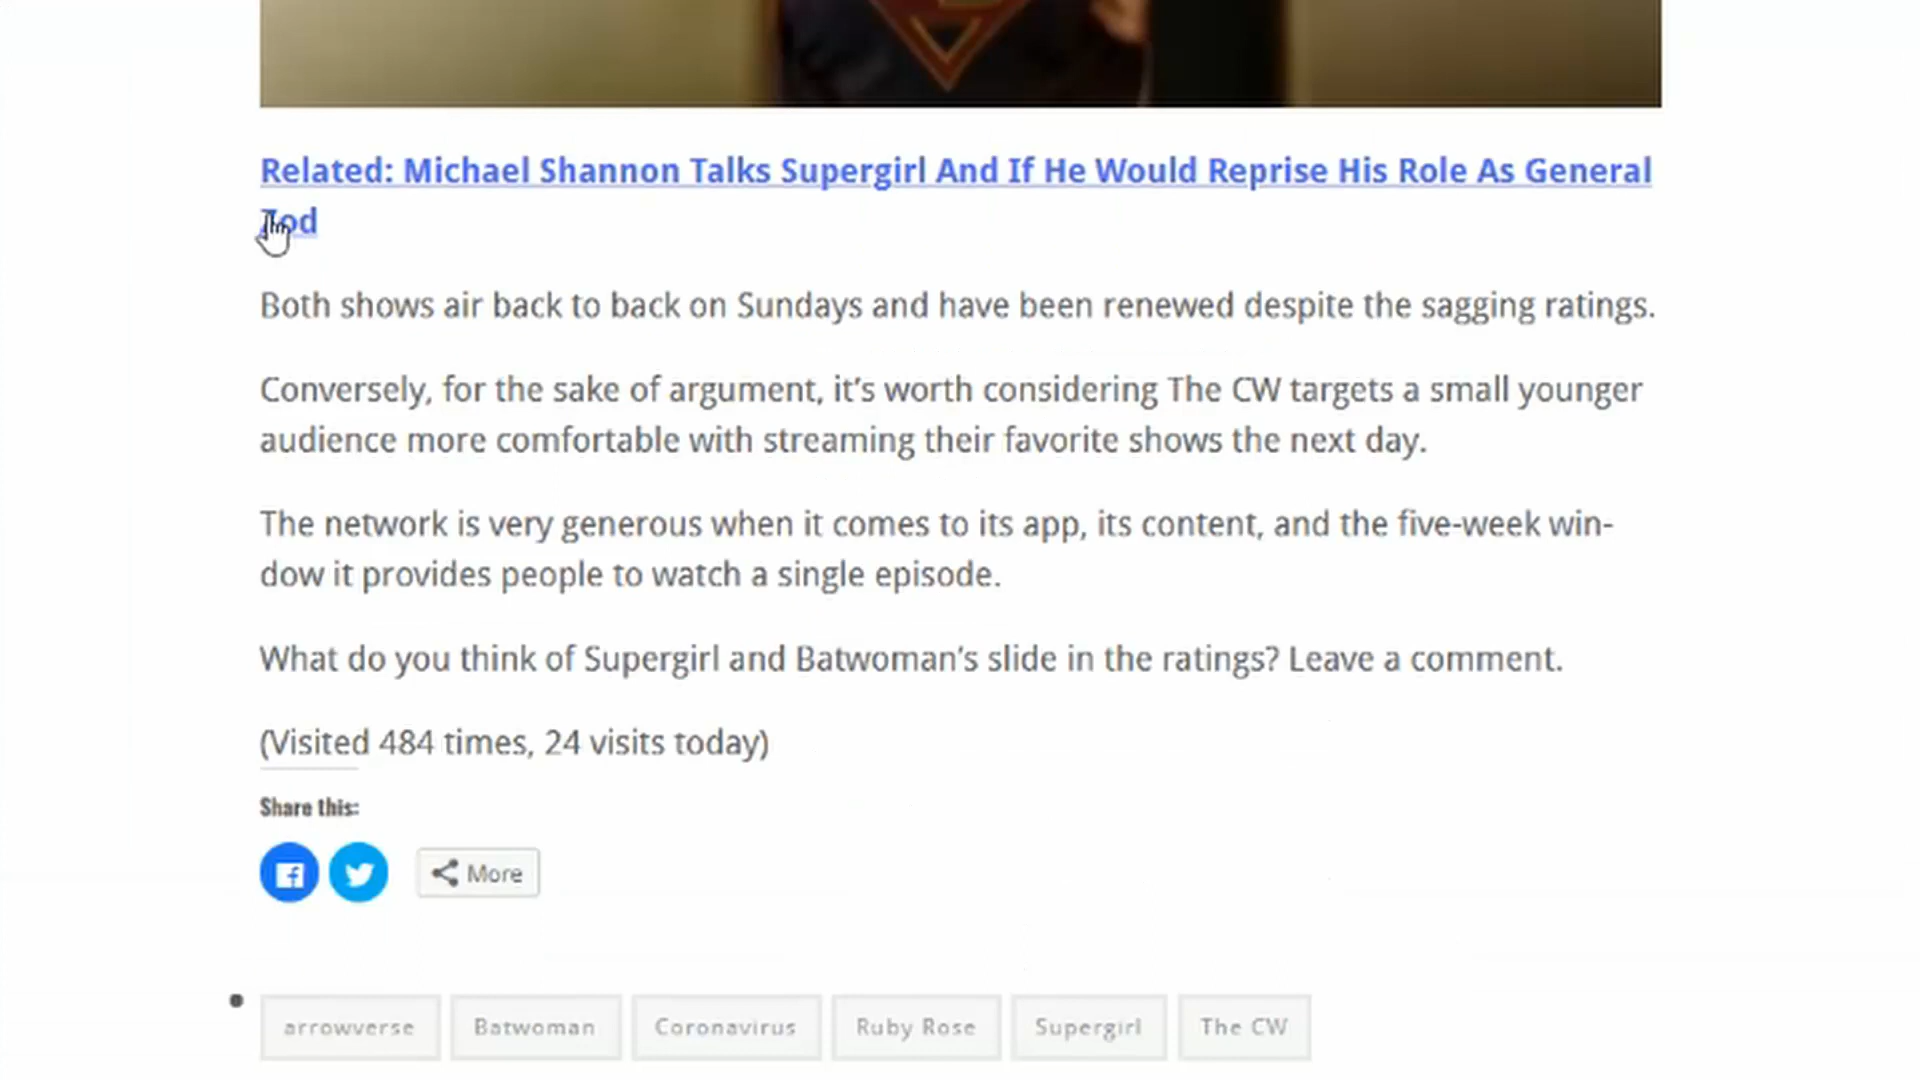 Related: Michael Shannon Talks Supergirl And If He Would Reprise His Role As General
Zod
Both shows air back to back on Sundays and have been renewed despite the sagging ratings.
Conversely, for the sake of argument, it’s worth considering The CW targets a small younger
audience more comfortable with streaming their favorite shows the next day.
The network is very generous when it comes to its app, its content, and the five-week win-
dow it provides people to watch a single episode.
What do you think of Supergirl and Batwoman’s slide in the ratings? Leave a comment.
(Visited 484 times, 24 visits today)
Share this:
More
arrowverse Batwoman Coronavirus Ruby Rose Supergirl The CW